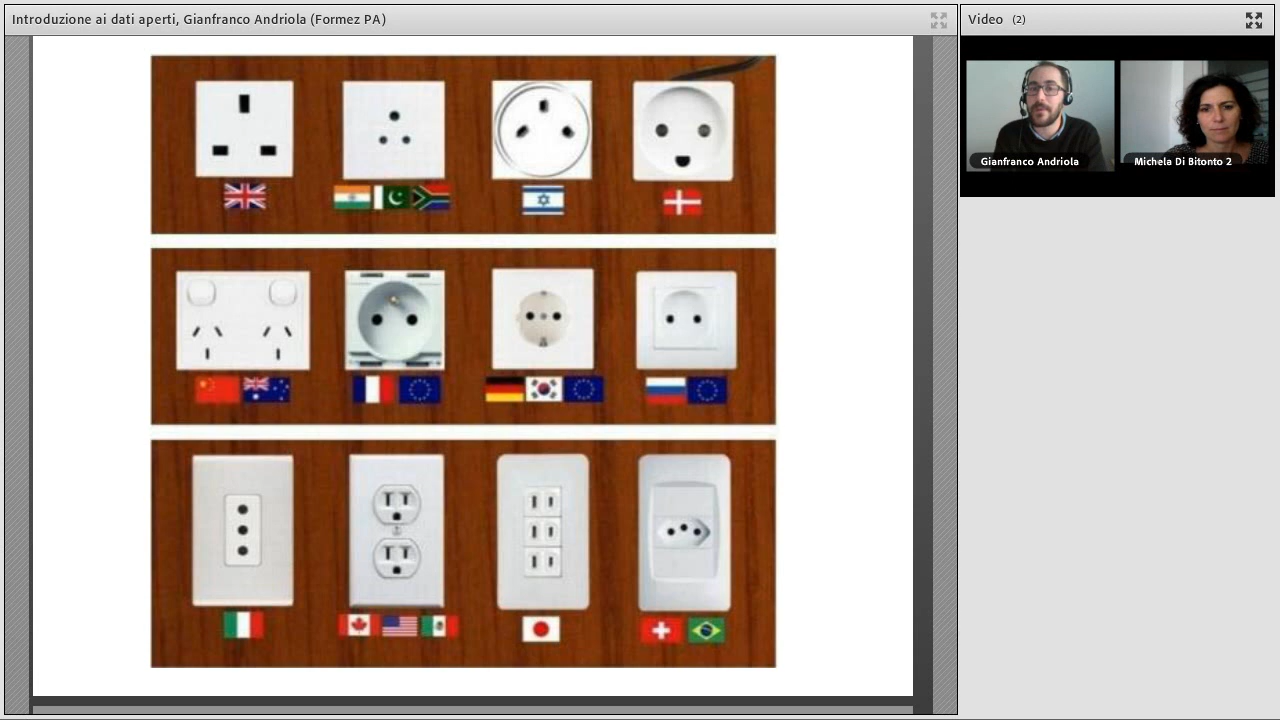 Introduzione ai dati aperti, Gianfranco Andriola (Formez PA)
Video (2)
Gianfranco Andriola
Michela Di Bitonto 2